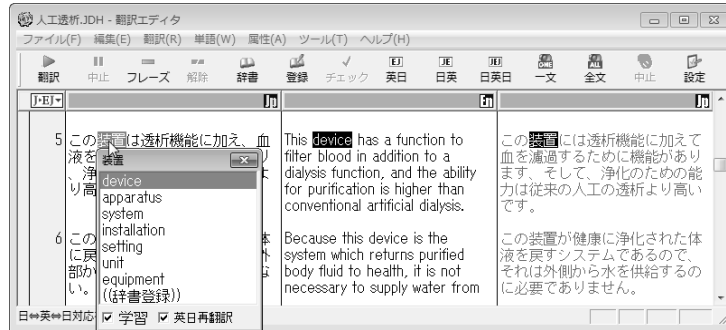 人工透析.JDH - 翻訳エディタ
ファイル(F) 編集(E) 翻訳(R) 単語(W) 属性(A) ツール(T) ヘルプ(H)
翻訳 中止 フレーズ 解除 辞書 登録 チェック EJ 英日 JE 日英 JE 日英日 ONE 一文 ALL 全文 中止 設定
J•EJ
5 この装置は透析機能に加え、血
液を
、浄
り高
This device has a function to
filter blood in addition to a
dialysis function, and the ability
for purification is higher than
conventional artificial dialysis.
この装置には透析機能に加えて
血を濾過するために機能があり
ます、そして、浄化のための能
力は従来の人工の透析より高い
です。
装置
device
apparatus
system
installation
setting
unit
equipment
((辞書登録))
学習 英日再翻訳
6 この
に戻
部か
い。
Because this device is the
system which returns purified
body fluid to health, it is not
necessary to supply water from
この装置が健康に浄化された体
液を戻すシステムであるので、
それは外側から水を供給するの
に必要でありません。
日⇔英⇔日対応